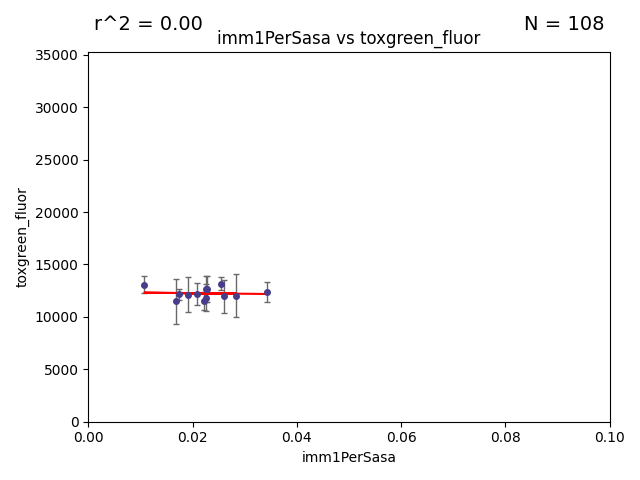 r^2 = 0.00
N = 108
imm1PerSasa vs toxgreen_fluor
35000
30000
25000
20000
15000
10000
5000
0
toxgreen_fluor
0.00
0.02
0.04
0.06
0.08
0.10
imm1PerSasa